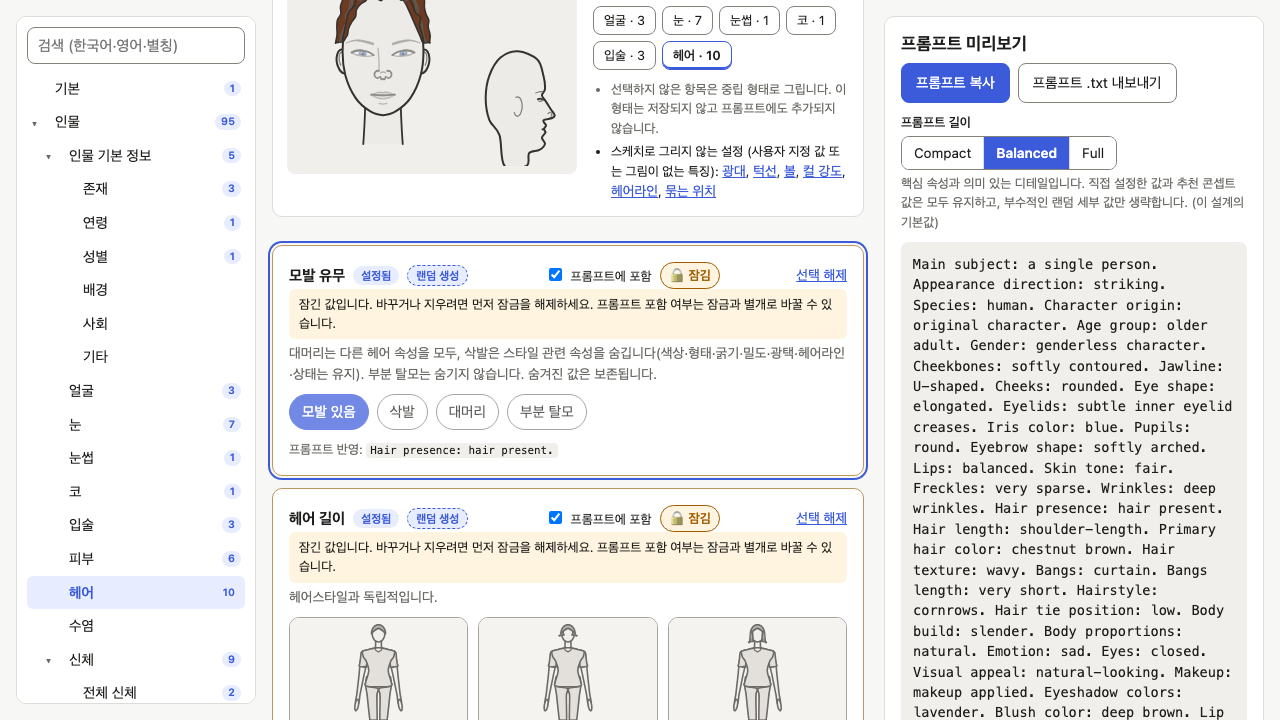 검색 (한국어·영어·별칭)
기본 1
인물 95
인물 기본 정보 5
존재 3
연령 1
성별 1
배경
사회
기타
얼굴 3
눈 7
눈썹 1
코 1
입술 3
피부 6
헤어 10
수염
신체 9
전체 신체 2
얼굴 · 3 눈 · 7 눈썹 · 1 코 · 1
입술 · 3 헤어 · 10
• 선택하지 않은 항목은 중립 형태로 그립니다. 이
형태는 저장되지 않고 프롬프트에도 추가되지
않습니다.
• 스케치로 그리지 않는 설정 (사용자 지정 값 또
는 그림이 없는 특징): 광대, 턱선, 볼, 컬 강도,
헤어라인, 묶는 위치
모발 유무 설정됨 랜덤 생성 프롬프트에 포함 🔒 잠김 선택 해제
잠긴 값입니다. 바꾸거나 지우려면 먼저 잠금을 해제하세요. 프롬프트 포함 여부는 잠금과 별개로 바꿀 수 있
습니다.
대머리는 다른 헤어 속성을 모두, 삭발은 스타일 관련 속성을 숨깁니다(색상·형태·굵기·밀도·광택·헤어라인
·상태는 유지). 부분 탈모는 숨기지 않습니다. 숨겨진 값은 보존됩니다.
모발 있음 삭발 대머리 부분 탈모
프롬프트 반영: Hair presence: hair present.
헤어 길이 설정됨 랜덤 생성 프롬프트에 포함 🔒 잠김 선택 해제
잠긴 값입니다. 바꾸거나 지우려면 먼저 잠금을 해제하세요. 프롬프트 포함 여부는 잠금과 별개로 바꿀 수 있
습니다.
헤어스타일과 독립적입니다.
프롬프트 미리보기
프롬프트 복사 프롬프트 .txt 내보내기
프롬프트 길이
Compact Balanced Full
핵심 속성과 의미 있는 디테일입니다. 직접 설정한 값과 추천 콘셉트
값은 모두 유지하고, 부수적인 랜덤 세부 값만 생략합니다. (이 설계의
기본값)
Main subject: a single person.
Appearance direction: striking.
Species: human. Character origin:
original character. Age group: older
adult. Gender: genderless character.
Cheekbones: softly contoured. Jawline:
U-shaped. Cheeks: rounded. Eye shape:
elongated. Eyelids: subtle inner eyelid
creases. Iris color: blue. Pupils:
round. Eyebrow shape: softly arched.
Lips: balanced. Skin tone: fair.
Freckles: very sparse. Wrinkles: deep
wrinkles. Hair presence: hair present.
Hair length: shoulder-length. Primary
hair color: chestnut brown. Hair
texture: wavy. Bangs: curtain. Bangs
length: very short. Hairstyle:
cornrows. Hair tie position: low. Body
build: slender. Body proportions:
natural. Emotion: sad. Eyes: closed.
Visual appeal: natural-looking. Makeup:
makeup applied. Eyeshadow colors:
lavender. Blush color: deep brown. Lip